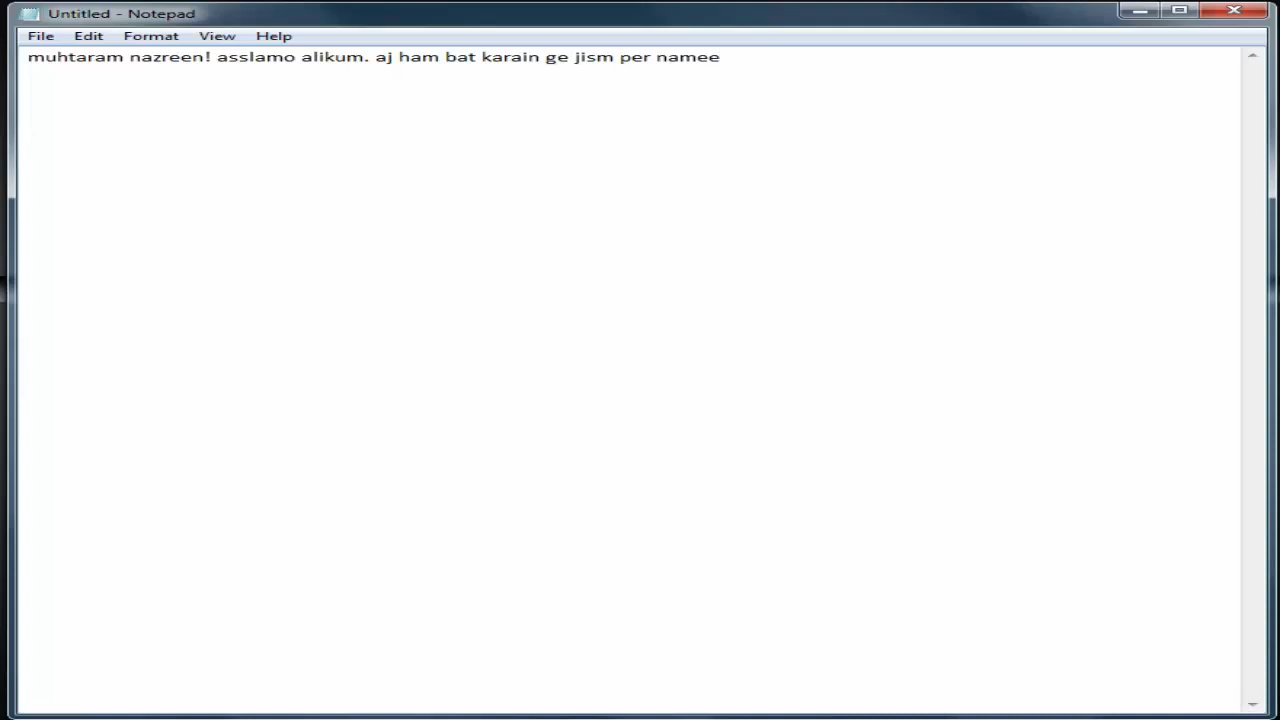 Untitled - Notepad
File Edit Format View Help
muhtaram nazreen! asslamo alikum. aj ham bat karain ge jism per namee